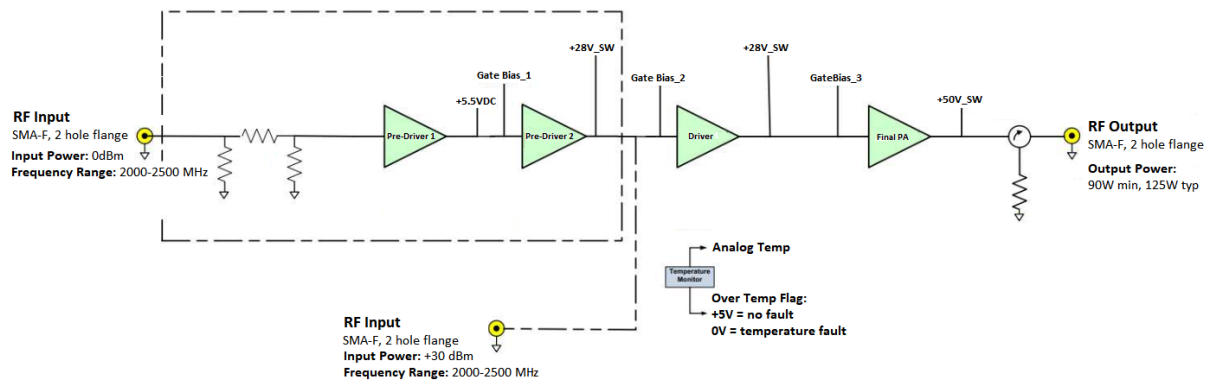 +28V_SW
+28V_SW
Gate Bias_1
Gate Bias_2
GateBias_3
+5.5VDC
+50V_SW
RF Input
SMA-F, 2 hole flange
Input Power: 0dBm
Frequency Range: 2000-2500 MHz
Pre-Driver 1
Pre-Driver 2
Driver
Final PA
RF Output
SMA-F, 2 hole flange
Output Power:
90W min, 125W typ
Analog Temp
Temperature
Monitor
Over Temp Flag:
+5V = no fault
0V = temperature fault
RF Input
SMA-F, 2 hole flange
Input Power: +30 dBm
Frequency Range: 2000-2500 MHz